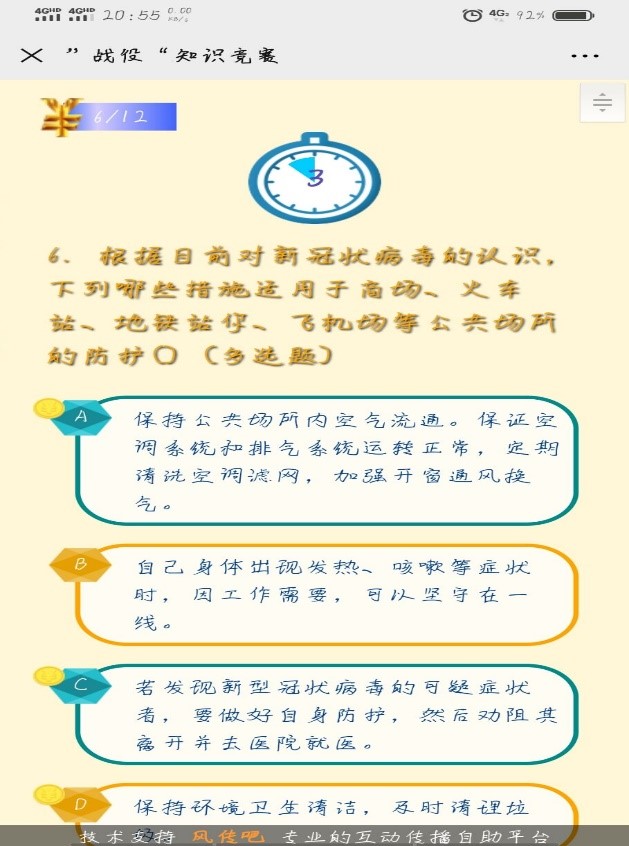 4GHD 4GHD 20:55 0.00 KB/s 4G 92%
” 战役 “ 知识竞赛
6/12
3
6. 根据目前对新冠状病毒的认识，
下列哪些措施适用于商场、火车
站、地铁站仔、飞机场等公共场所
的防护〇（多选题）
A
保持公共场所内空气流通。保证空
调系统和排气系统运转正常，定期
清洗空调滤网，加强开窗通风换
气。
B
自己身体出现发热、咳嗽等症状
时，因工作需要，可以坚守在一
线。
C
若发现新型冠状病毒的可疑症状
者，要做好自身防护，然后劝阻其
离开并去医院就医。
D
保持环境卫生清洁，及时清理垃
技术支持 风传吧 专业的互动传播自助平台